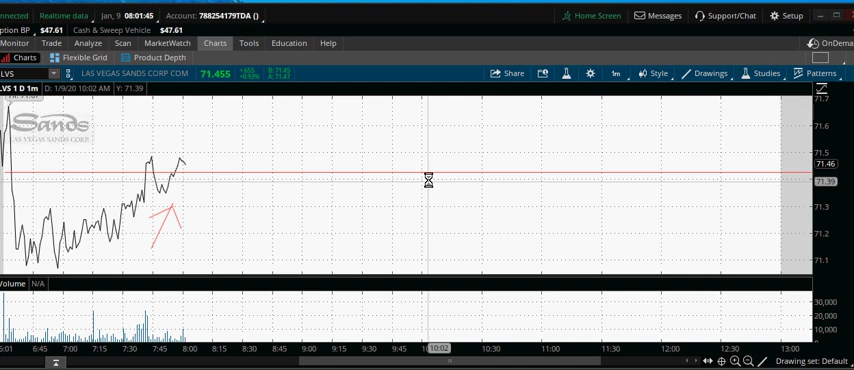 nnected Realtime data Jan, 9 08:01:45 Account: 788254179TDA () Home Screen Messages Support/Chat Setup
ption BP $47.61 Cash & Sweep Vehicle $47.61
Monitor Trade Analyze Scan MarketWatch Charts Tools Education Help OnDema
Charts Flexible Grid Product Depth
LVS LAS VEGAS SANDS CORP COM 71.455 +.655 +0.93% B: 71.45 A: 71.47 Share 1m Style Drawings Studies Patterns
LVS 1 D 1m D: 1/9/20 10:02 AM Y: 71.39
Sands
LAS VEGAS SANDS CORP.
71.7
71.6
71.5
71.46
71.39
71.3
71.2
71.1
Volume N/A
30,000
20,000
10,000
6:45 7:00 7:15 7:30 7:45 8:00 8:15 8:30 9:00 9:15 9:30 9:45 10:02 10:30 11:00 11:30 12:00 12:30 13:00
Drawing set: Default